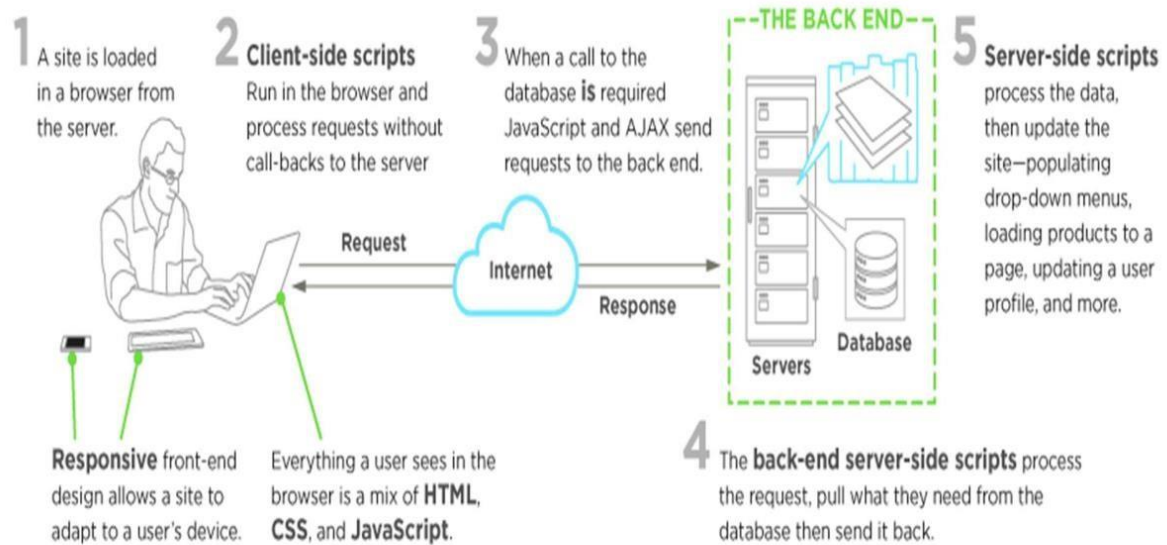 1 A site is loaded
in a browser from
the server.
2 Client-side scripts
Run in the browser and
process requests without
call-backs to the server
3 When a call to the
database is required
JavaScript and AJAX send
requests to the back end.
THE BACK END
5 Server-side scripts
process the data,
then update the
site—populating
drop-down menus,
loading products to a
page, updating a user
profile, and more.
Request
Internet
Response
Database
Servers
Responsive front-end
design allows a site to
adapt to a user's device.
Everything a user sees in the
browser is a mix of HTML,
CSS, and JavaScript.
4 The back-end server-side scripts process
the request, pull what they need from the
database then send it back.